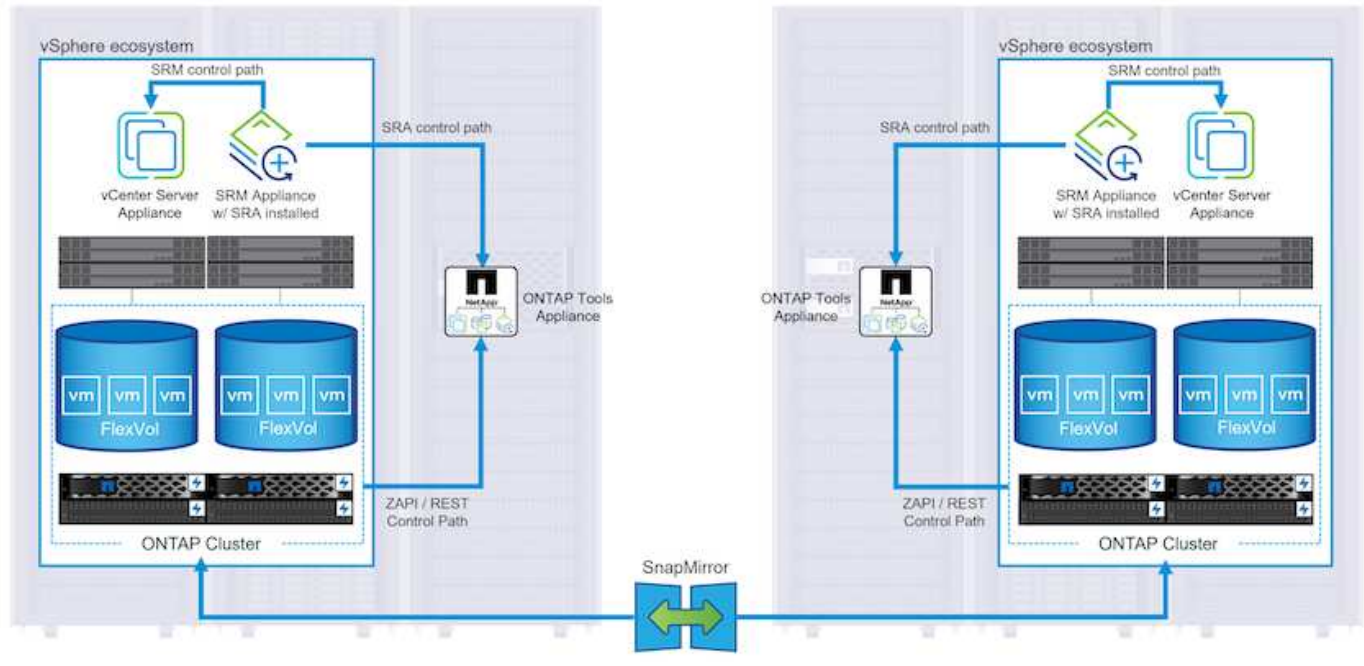 vSphere ecosystem
SRM control path
SRA control path
vCenter Server
Appliance
SRM Appliance
w/ SRA installed
NetApp
ONTAP Tools
Appliance
vm vm vm
FlexVol
vm vm vm
FlexVol
ZAPI / REST
Control Path
ONTAP Cluster
vSphere ecosystem
SRM control path
SRA control path
SRM Appliance
w/ SRA installed
vCenter Server
Appliance
ONTAP Tools
Appliance
NetApp
vm vm vm
FlexVol
vm vm vm
FlexVol
ZAPI / REST
Control Path
ONTAP Cluster
SnapMirror